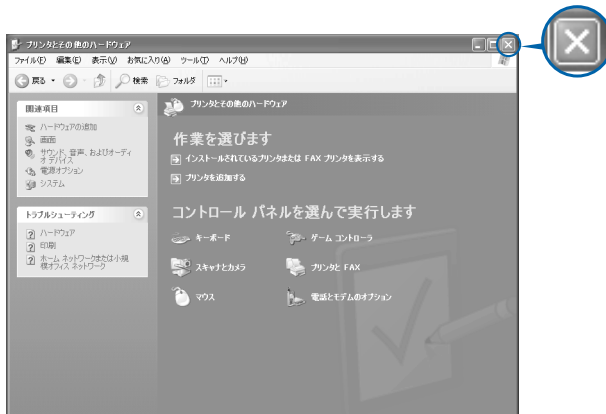 プリンタとその他のハードウェア
ファイル(F) 編集(E) 表示(V) お気に入り(A) ツール(T) ヘルプ(H)
戻る 検索 フォルダ
関連項目
ハードウェアの追加
画面
サウンド、音声、およびオーディ
オ デバイス
電源オプション
システム
トラブルシューティング
ハードウェア
印刷
ホーム ネットワークまたは小規
模オフィス ネットワーク
プリンタとその他のハードウェア
作業を選びます
インストールされているプリンタまたは FAX プリンタを表示する
プリンタを追加する
コントロール パネルを選んで実行します
キーボード
ゲーム コントローラ
スキャナとカメラ
プリンタと FAX
マウス
電話とモデムのオプション